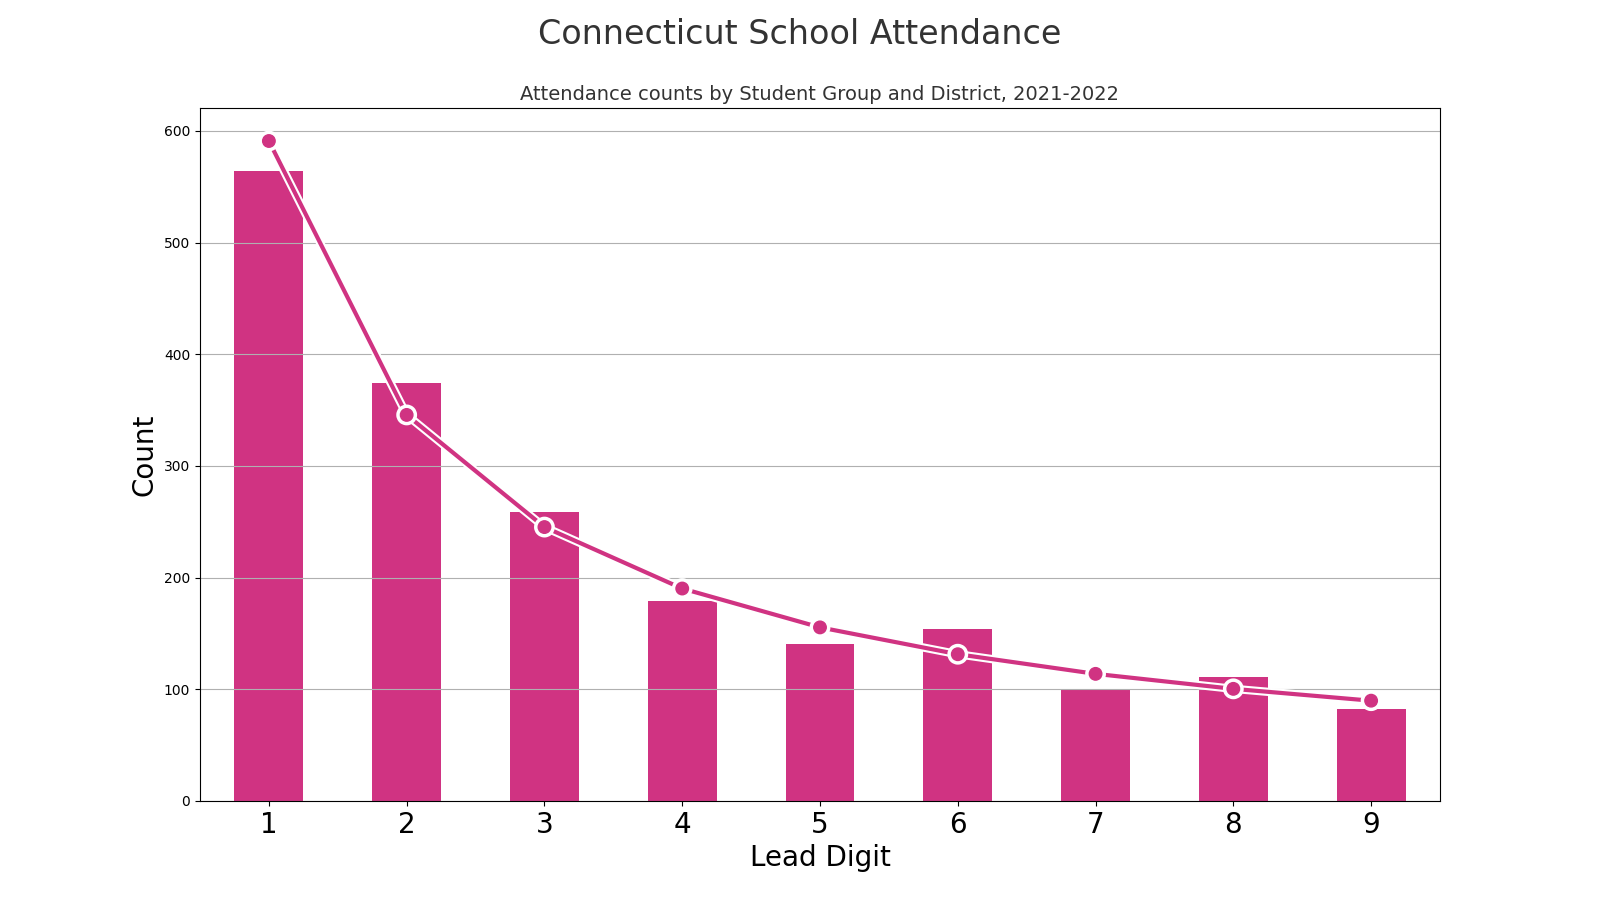 Connecticut School Attendance
Attendance counts by Student Group and District, 2021-2022
600
500
400
300
200
100
0
Count
1 2 3 4 5 6 7 8 9
Lead Digit